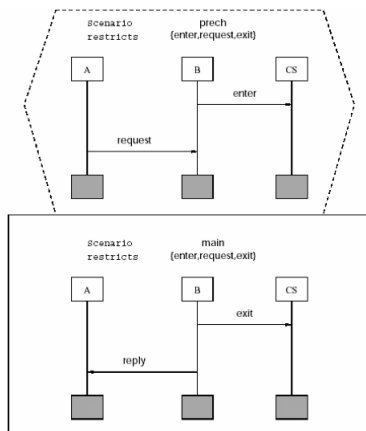 Scenario prech
restricts {enter,request,exit}
A B CS
enter
request
Scenario main
restricts {enter,request,exit}
A B CS
exit
reply